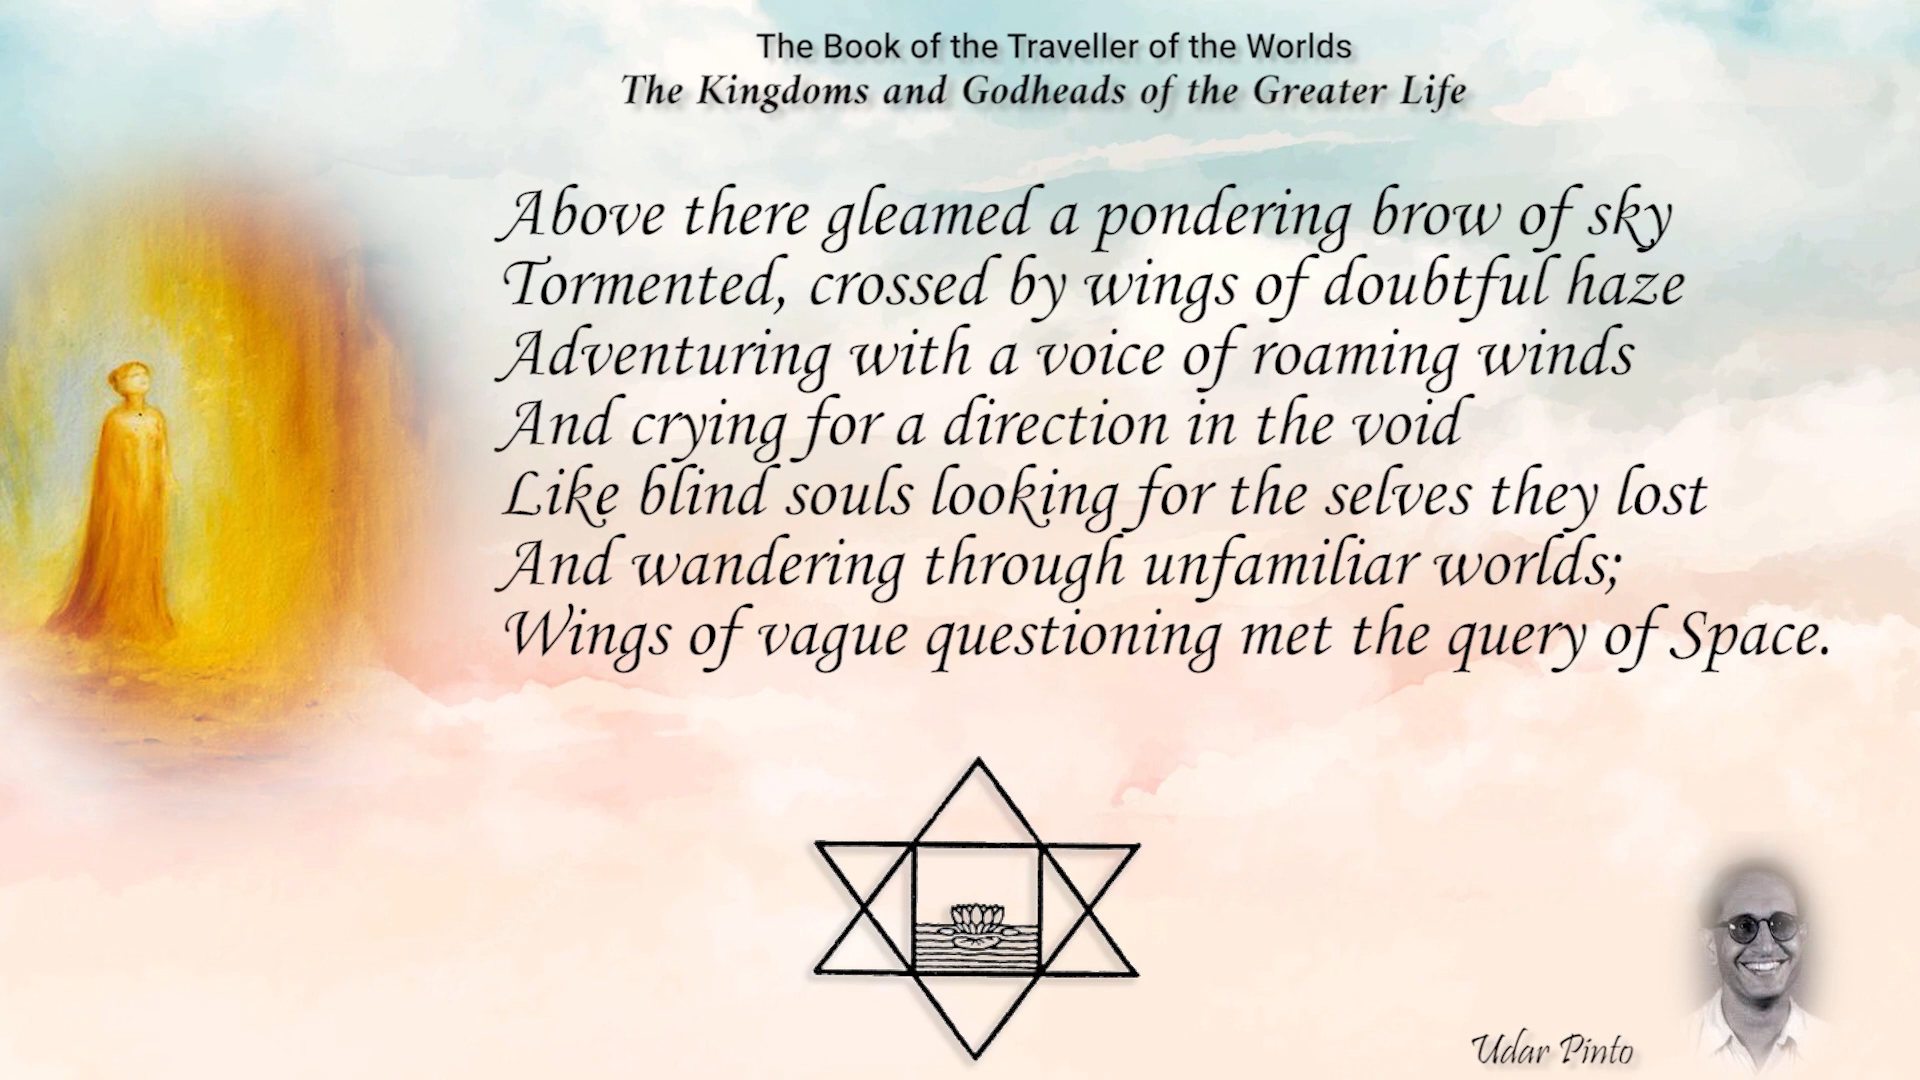 The Book of the Traveller of the Worlds
The Kingdoms and Godheads of the Greater Life
Above there gleamed a pondering brow of sky
Tormented, crossed by wings of doubtful haze
Adventuring with a voice of roaming winds
And crying for a direction in the void
Like blind souls looking for the selves they lost
And wandering through unfamiliar worlds;
Wings of vague questioning met the query of Space.
Udar Pinto